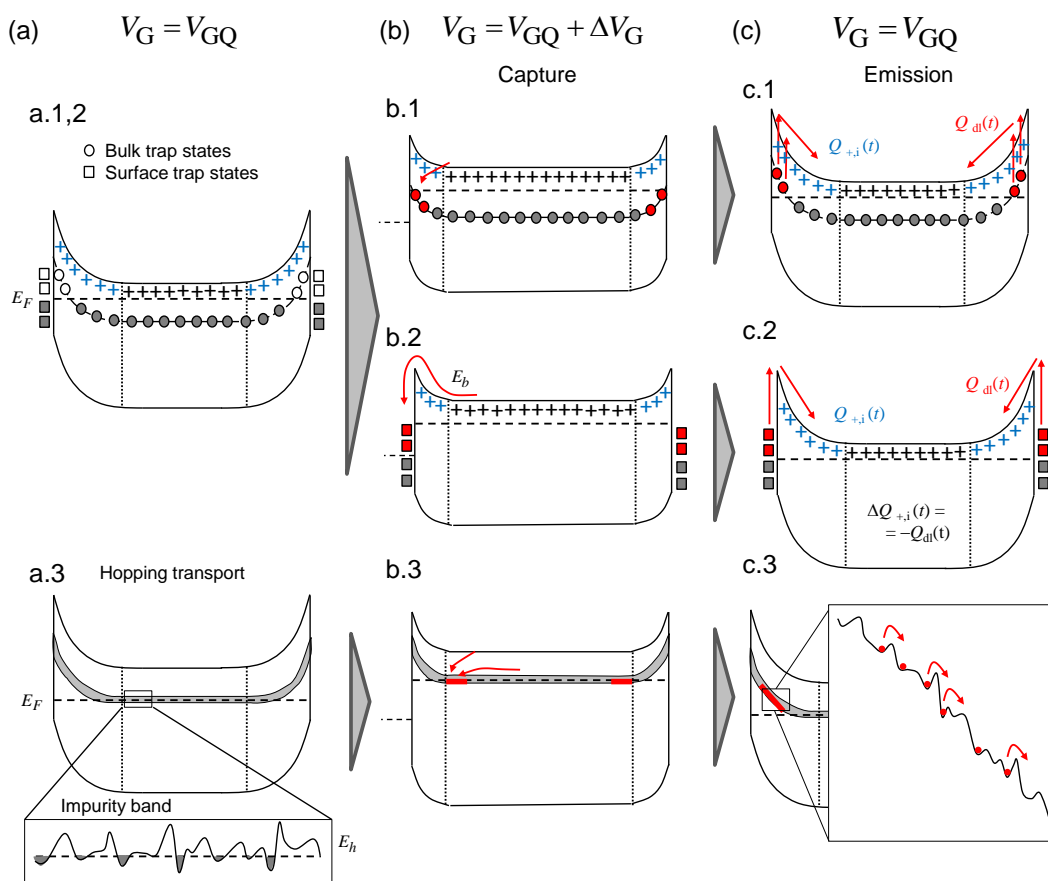 (a)
V_G = V_GQ
(b)
V_G = V_GQ + ΔV_G
(c)
V_G = V_GQ
Capture
Emission
a.1,2
b.1
c.1
Bulk trap states
Surface trap states
Q_+,i(t)
Q_dl(t)
E_F
b.2
c.2
E_b
Q_+,i(t)
Q_dl(t)
ΔQ_+,i(t) =
= −Q_dl(t)
a.3
Hopping transport
b.3
c.3
E_F
Impurity band
E_h